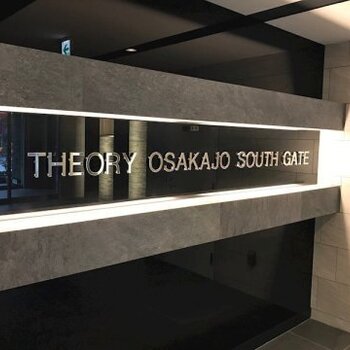 THEORY OSAKAJO SOUTH GATE